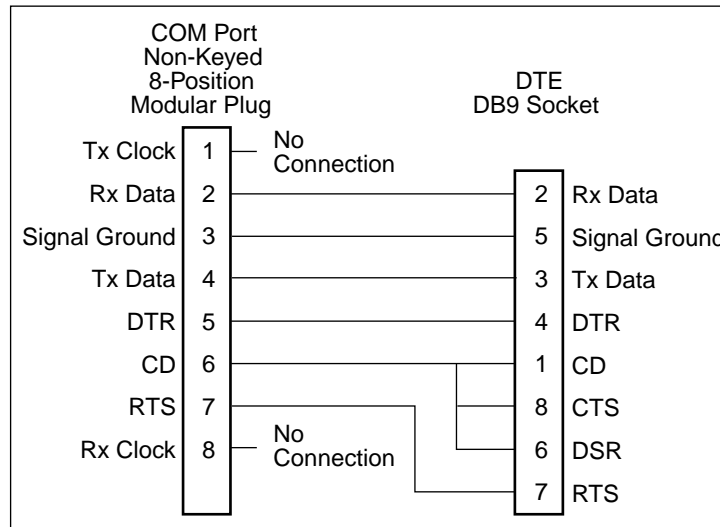 COM Port
Non-Keyed
8-Position
Modular Plug
DTE
DB9 Socket
Tx Clock 1 No
Connection
Rx Data 2 2 Rx Data
Signal Ground 3 5 Signal Ground
Tx Data 4 3 Tx Data
DTR 5 4 DTR
CD 6 1 CD
RTS 7 8 CTS
Rx Clock 8 No
Connection
6 DSR
7 RTS